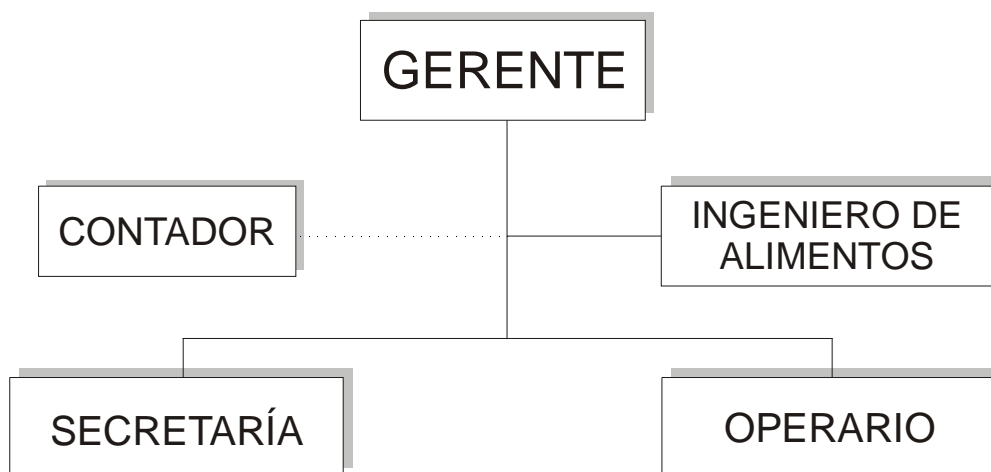 GERENTE
CONTADOR
INGENIERO DE
ALIMENTOS
SECRETARÍA
OPERARIO